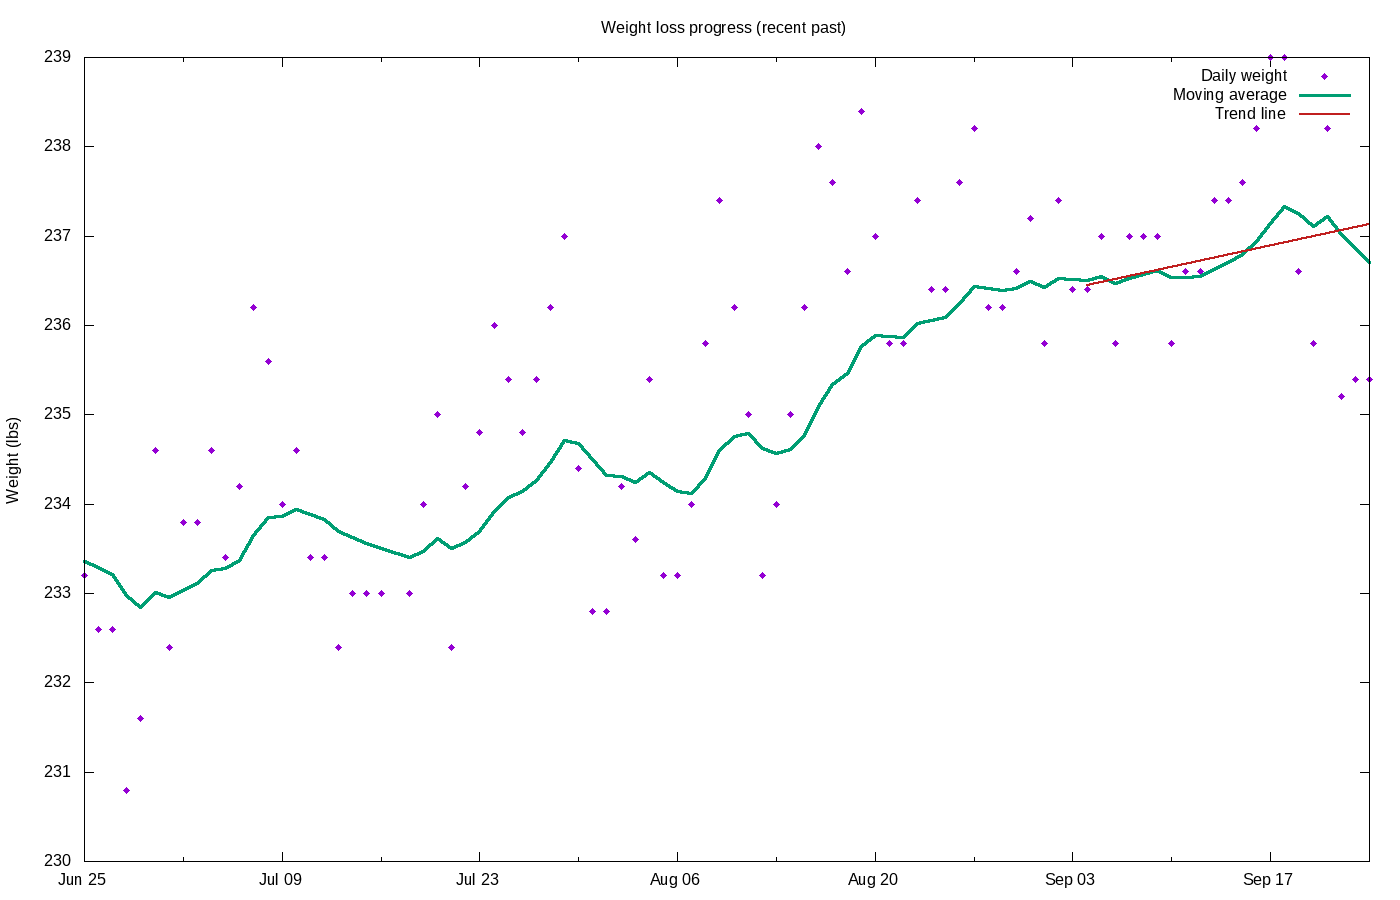 Weight loss progress (recent past)
Daily weight
Moving average
Trend line
239
238
237
236
235
234
233
232
231
230
Weight (lbs)
Jun 25 Jul 09 Jul 23 Aug 06 Aug 20 Sep 03 Sep 17